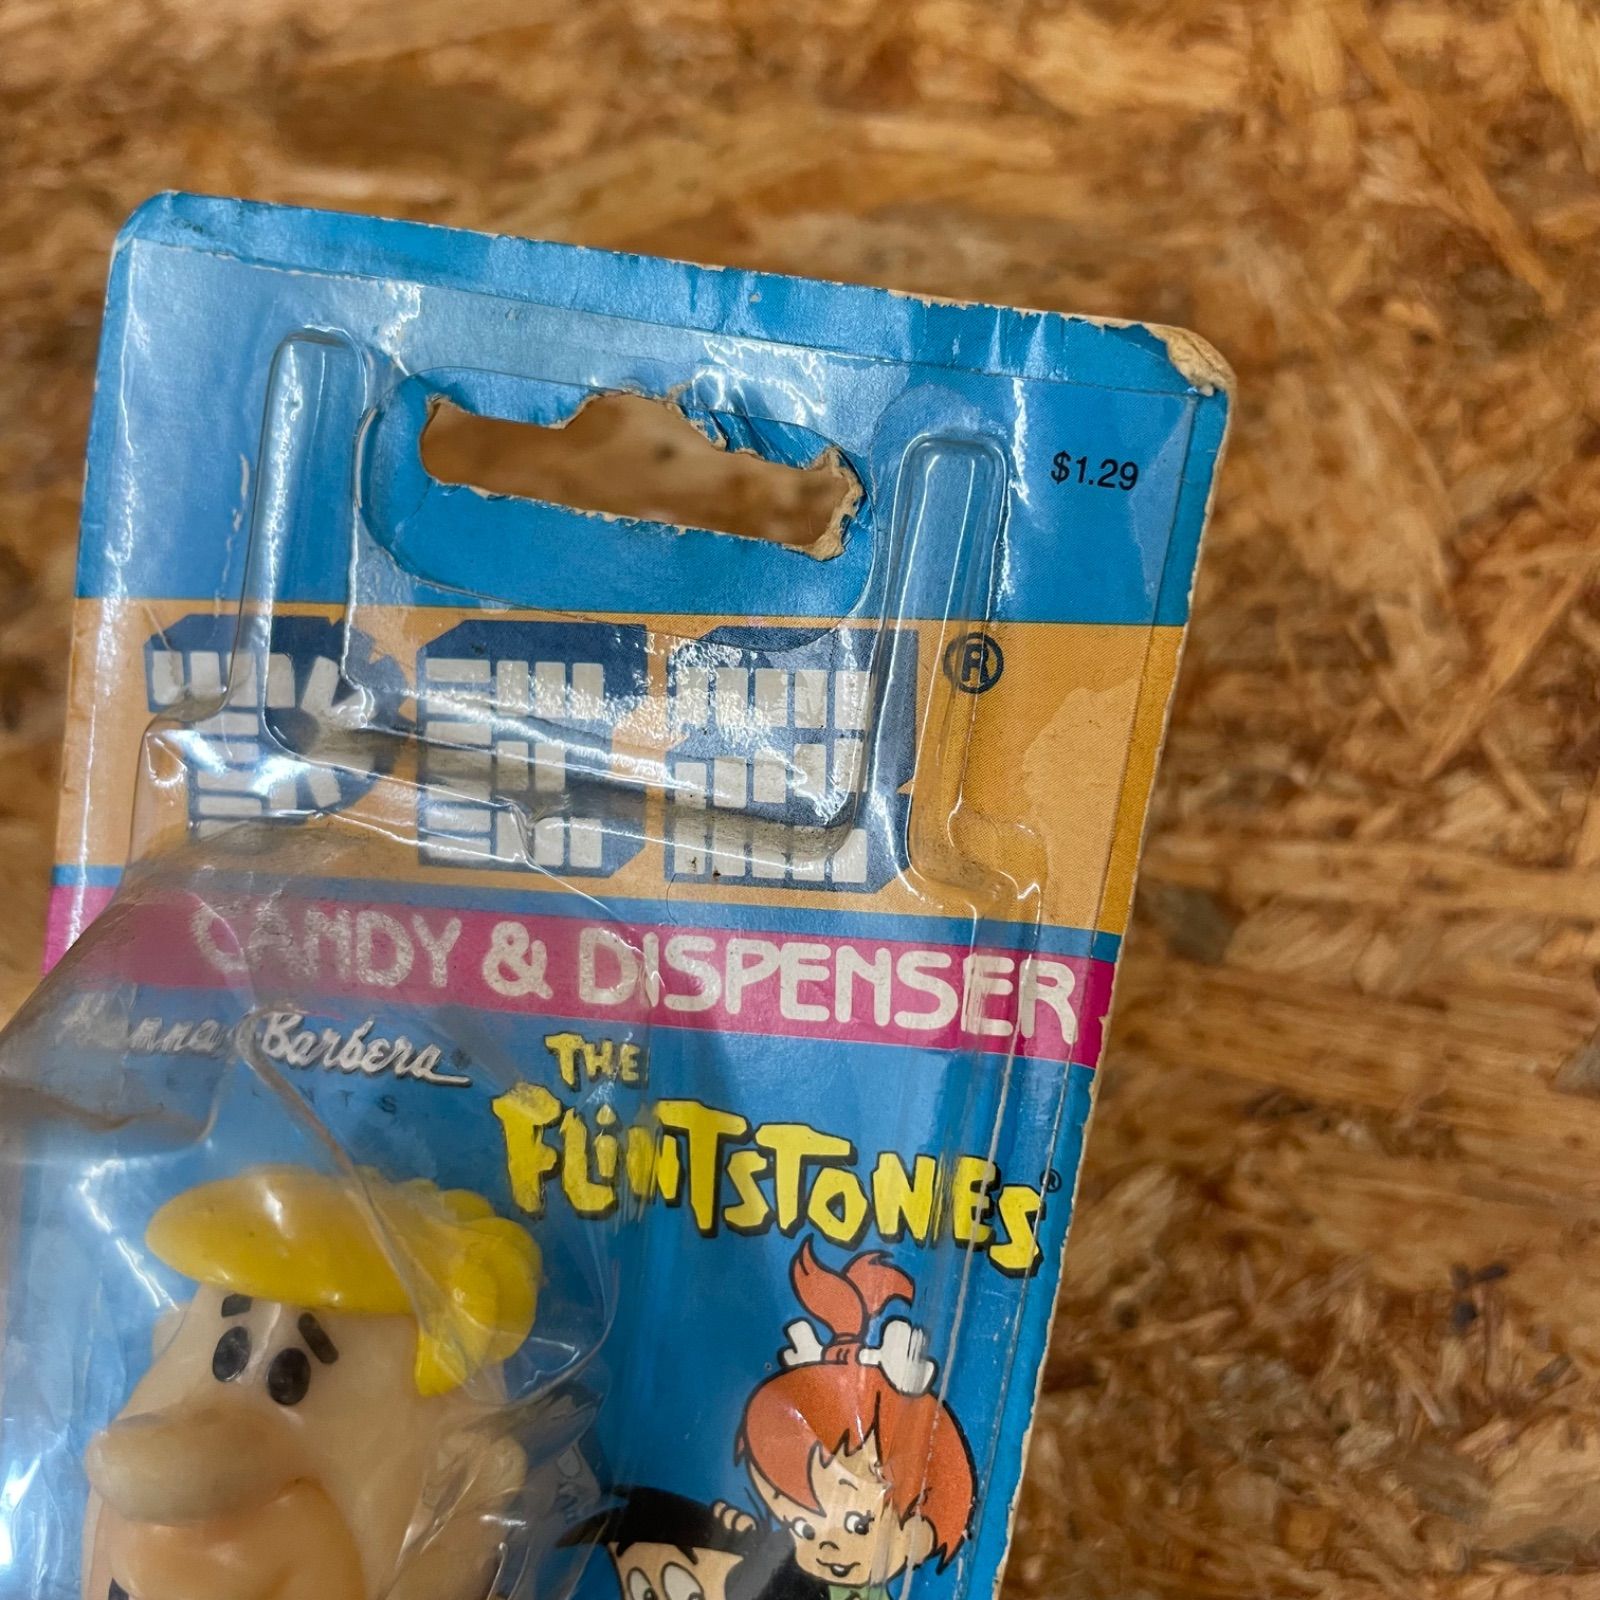 $1.29
PEZ®
CANDY & DISPENSER
Hanna-Barbera
THE
FLINTSTONES®